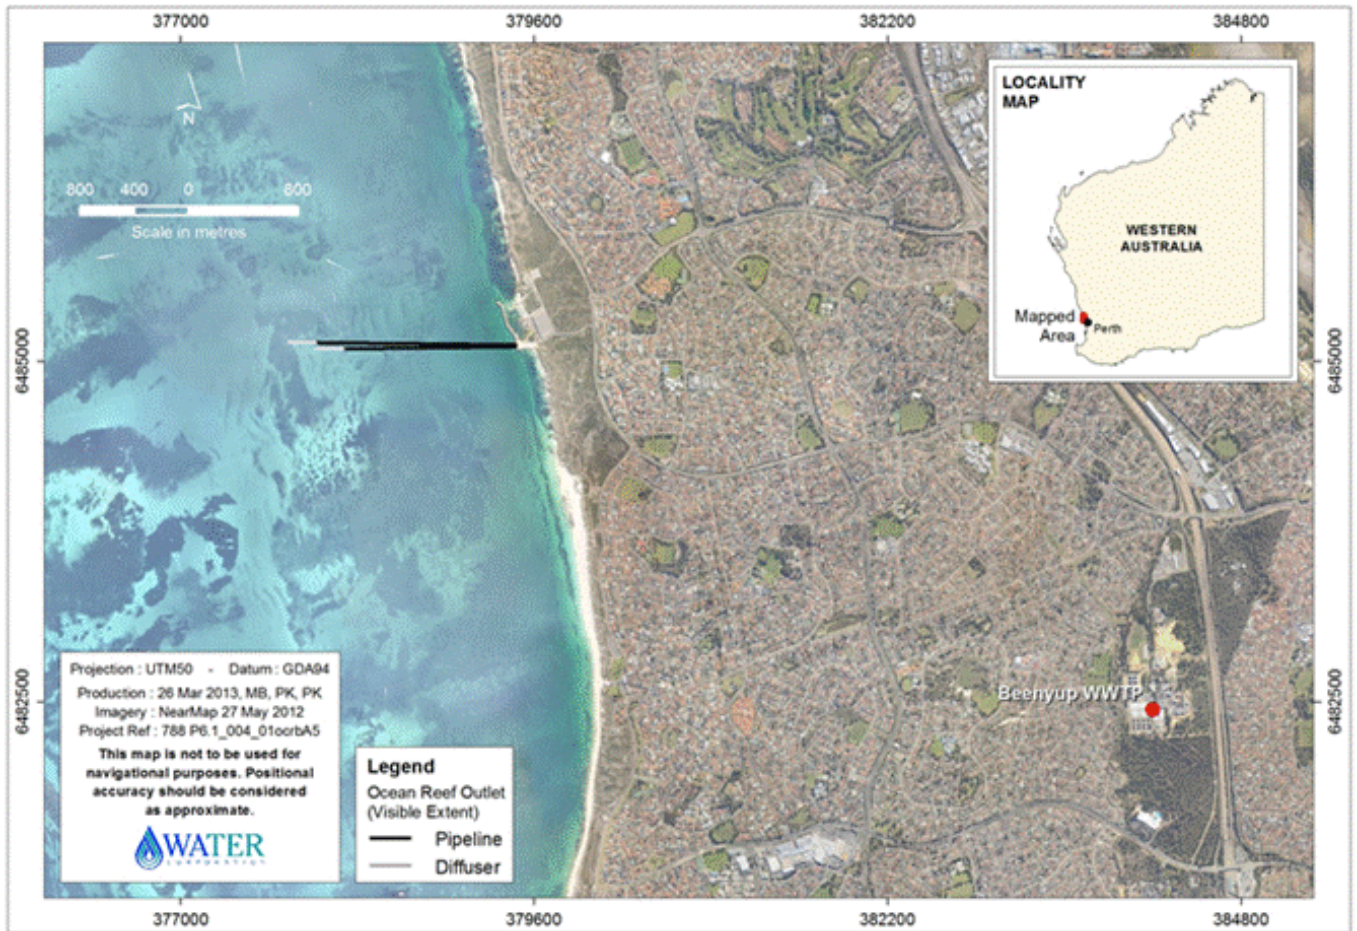 377000 379600 382200 384800
LOCALITY
MAP
N
800 400 0 800
Scale in metres
WESTERN
AUSTRALIA
Mapped
Area
Perth
6485000
6485000
6482500
6482500
Beenyup WWTP
Projection : UTM50 - Datum : GDA94
Production : 26 Mar 2013, MB, PK, PK
Imagery : NearMap 27 May 2012
Project Ref : 788 P6.1_004_01ocrbA5
This map is not to be used for
navigational purposes. Positional
accuracy should be considered
as approximate.
WATER
CORPORATION
Legend
Ocean Reef Outlet
(Visible Extent)
Pipeline
Diffuser
377000 379600 382200 384800